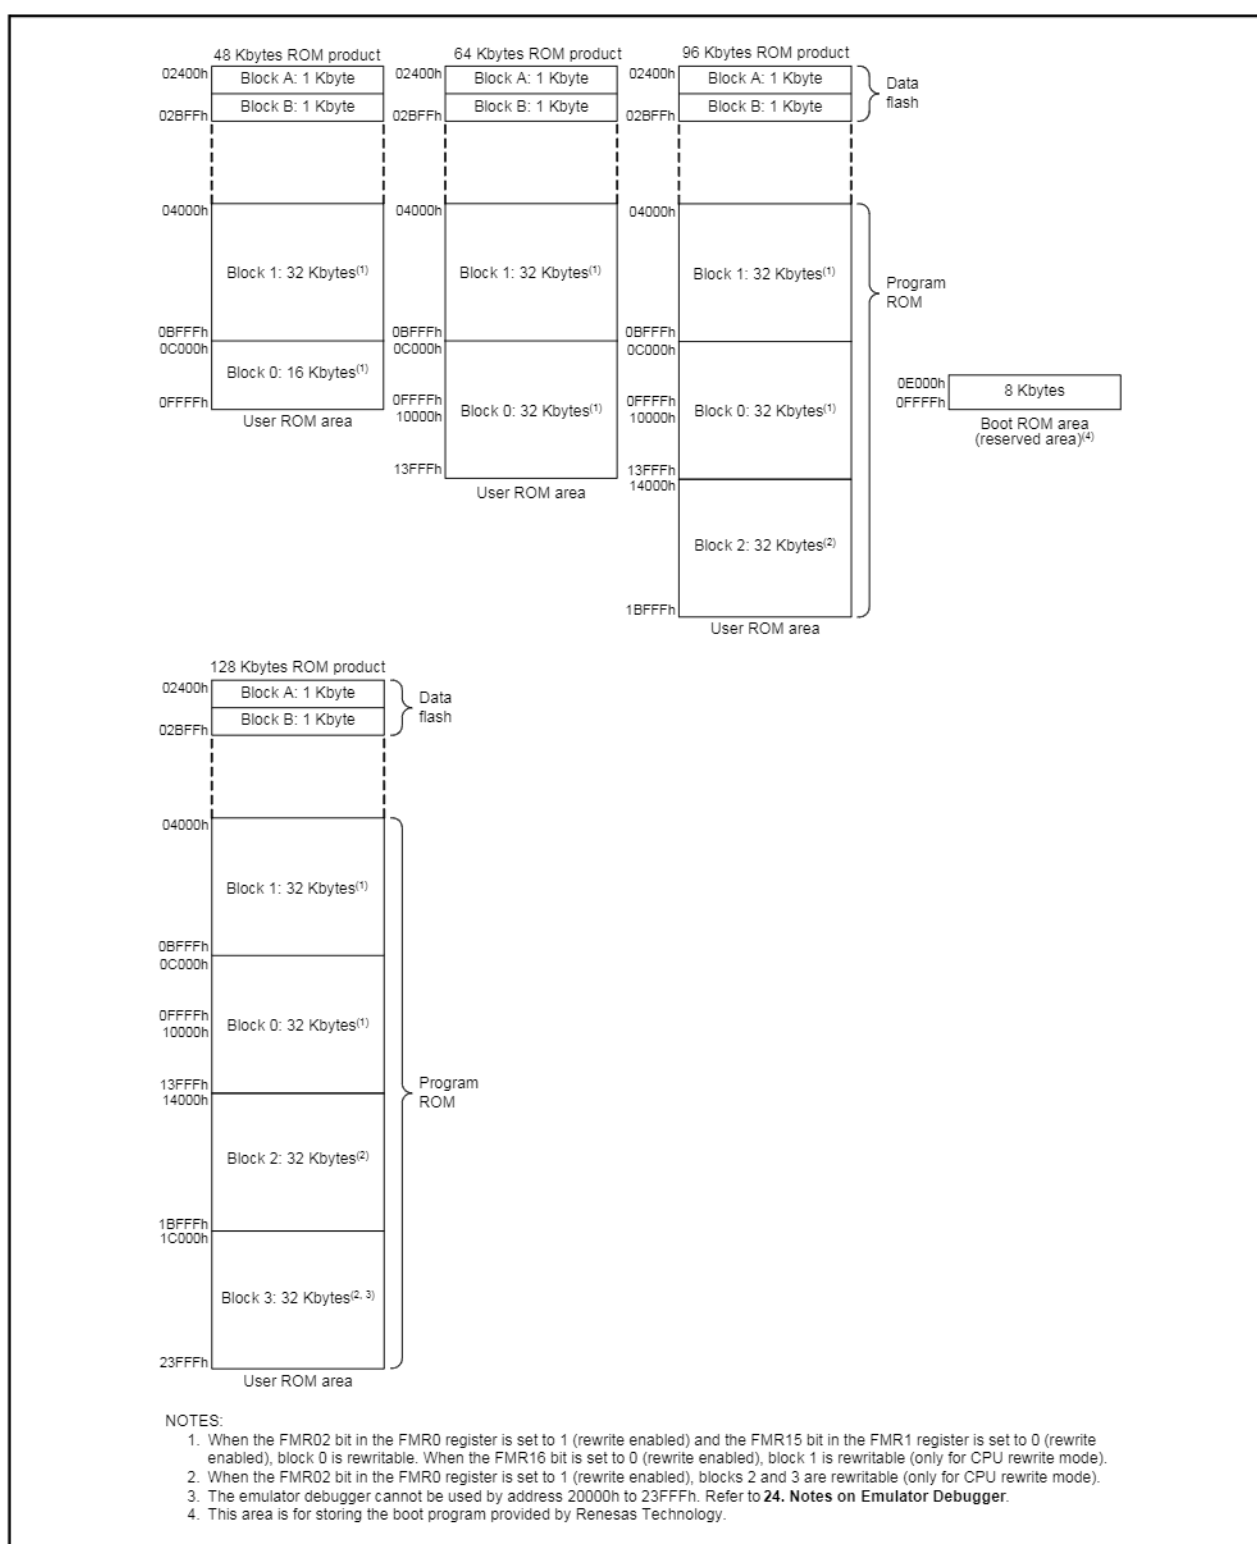 48 Kbytes ROM product
02400h
Block A: 1 Kbyte
Block B: 1 Kbyte
02BFFh
04000h
Block 1: 32 Kbytes(1)
0BFFFh
0C000h
Block 0: 16 Kbytes(1)
0FFFFh
User ROM area
64 Kbytes ROM product
02400h
Block A: 1 Kbyte
Block B: 1 Kbyte
02BFFh
04000h
Block 1: 32 Kbytes(1)
0BFFFh
0C000h
0FFFFh
10000h
Block 0: 32 Kbytes(1)
13FFFh
User ROM area
96 Kbytes ROM product
02400h
Block A: 1 Kbyte
Block B: 1 Kbyte
02BFFh
Data
flash
04000h
Block 1: 32 Kbytes(1)
0BFFFh
0C000h
0FFFFh
10000h
Block 0: 32 Kbytes(1)
13FFFh
14000h
Block 2: 32 Kbytes(2)
1BFFFh
User ROM area
Program
ROM
0E000h
0FFFFh
8 Kbytes
Boot ROM area
(reserved area)(4)
128 Kbytes ROM product
02400h
Block A: 1 Kbyte
Block B: 1 Kbyte
02BFFh
Data
flash
04000h
Block 1: 32 Kbytes(1)
0BFFFh
0C000h
0FFFFh
10000h
Block 0: 32 Kbytes(1)
13FFFh
14000h
Program
ROM
Block 2: 32 Kbytes(2)
1BFFFh
1C000h
Block 3: 32 Kbytes(2, 3)
23FFFh
User ROM area
NOTES:
1. When the FMR02 bit in the FMR0 register is set to 1 (rewrite enabled) and the FMR15 bit in the FMR1 register is set to 0 (rewrite
enabled), block 0 is rewritable. When the FMR16 bit is set to 0 (rewrite enabled), block 1 is rewritable (only for CPU rewrite mode).
2. When the FMR02 bit in the FMR0 register is set to 1 (rewrite enabled), blocks 2 and 3 are rewritable (only for CPU rewrite mode).
3. The emulator debugger cannot be used by address 20000h to 23FFFh. Refer to 24. Notes on Emulator Debugger.
4. This area is for storing the boot program provided by Renesas Technology.